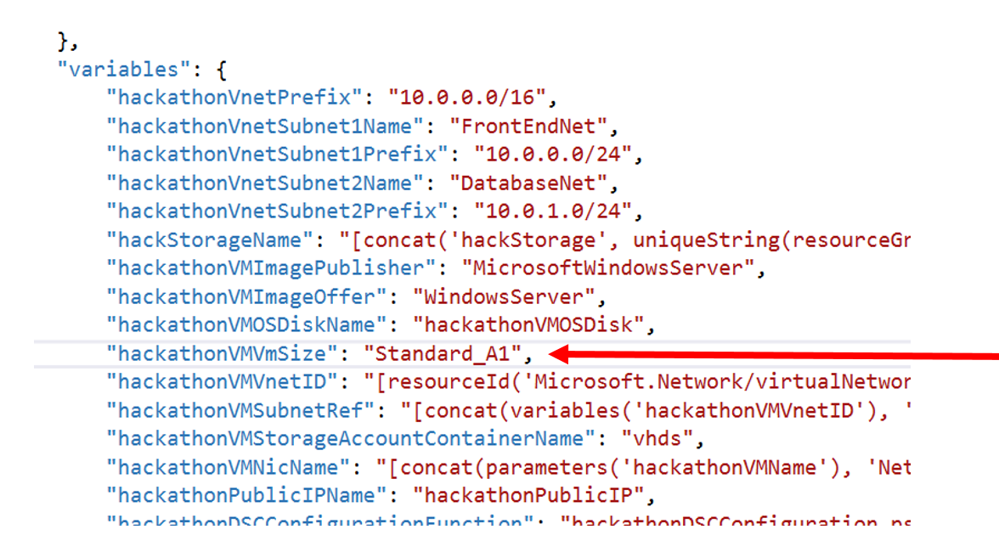 },
"variables": {
"hackathonVnetPrefix": "10.0.0.0/16",
"hackathonVnetSubnet1Name": "FrontEndNet",
"hackathonVnetSubnet1Prefix": "10.0.0.0/24",
"hackathonVnetSubnet2Name": "DatabaseNet",
"hackathonVnetSubnet2Prefix": "10.0.1.0/24",
"hackStorageName": "[concat('hackStorage', uniqueString(resourceGr
"hackathonVMImagePublisher": "MicrosoftWindowsServer",
"hackathonVMImageOffer": "WindowsServer",
"hackathonVMOSDiskName": "hackathonVMOSDisk",
"hackathonVMVmSize": "Standard_A1",
"hackathonVMVnetID": "[resourceId('Microsoft.Network/virtualNetwor
"hackathonVMSubnetRef": "[concat(variables('hackathonVMVnetID'), '
"hackathonVMStorageAccountContainerName": "vhds",
"hackathonVMNicName": "[concat(parameters('hackathonVMName'), 'Net
"hackathonPublicIPName": "hackathonPublicIP",
"hackathonDSCConfigurationFunction": "hackathonDSCConfiguration.ps